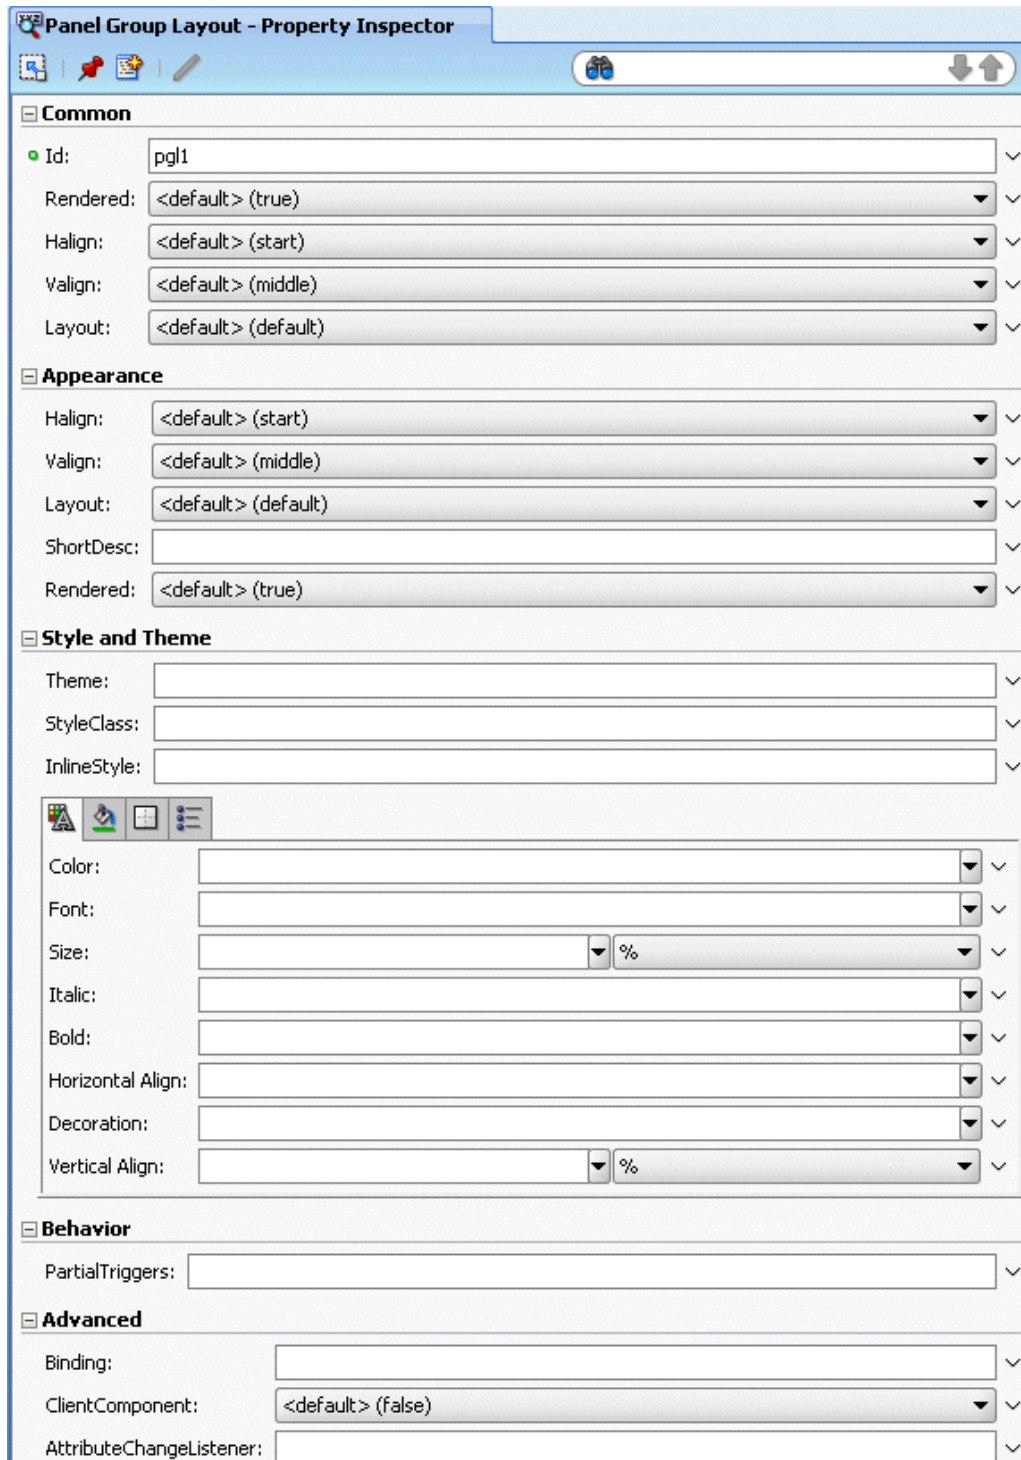 Panel Group Layout - Property Inspector
Common
Id: pgl1
Rendered: <default> (true)
Halign: <default> (start)
Valign: <default> (middle)
Layout: <default> (default)
Appearance
Halign: <default> (start)
Valign: <default> (middle)
Layout: <default> (default)
ShortDesc:
Rendered: <default> (true)
Style and Theme
Theme:
StyleClass:
InlineStyle:
Color:
Font:
Size: %
Italic:
Bold:
Horizontal Align:
Decoration:
Vertical Align: %
Behavior
PartialTriggers:
Advanced
Binding:
ClientComponent: <default> (false)
AttributeChangeListener: